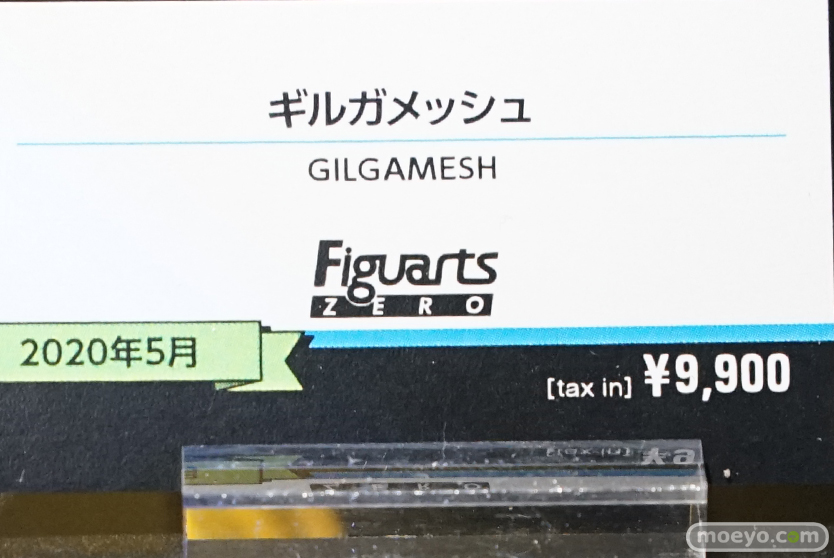 ギルガメッシュ
GILGAMESH
Figuarts
ZERO
2020年5月
[tax in] ¥9,900
moeyo.com